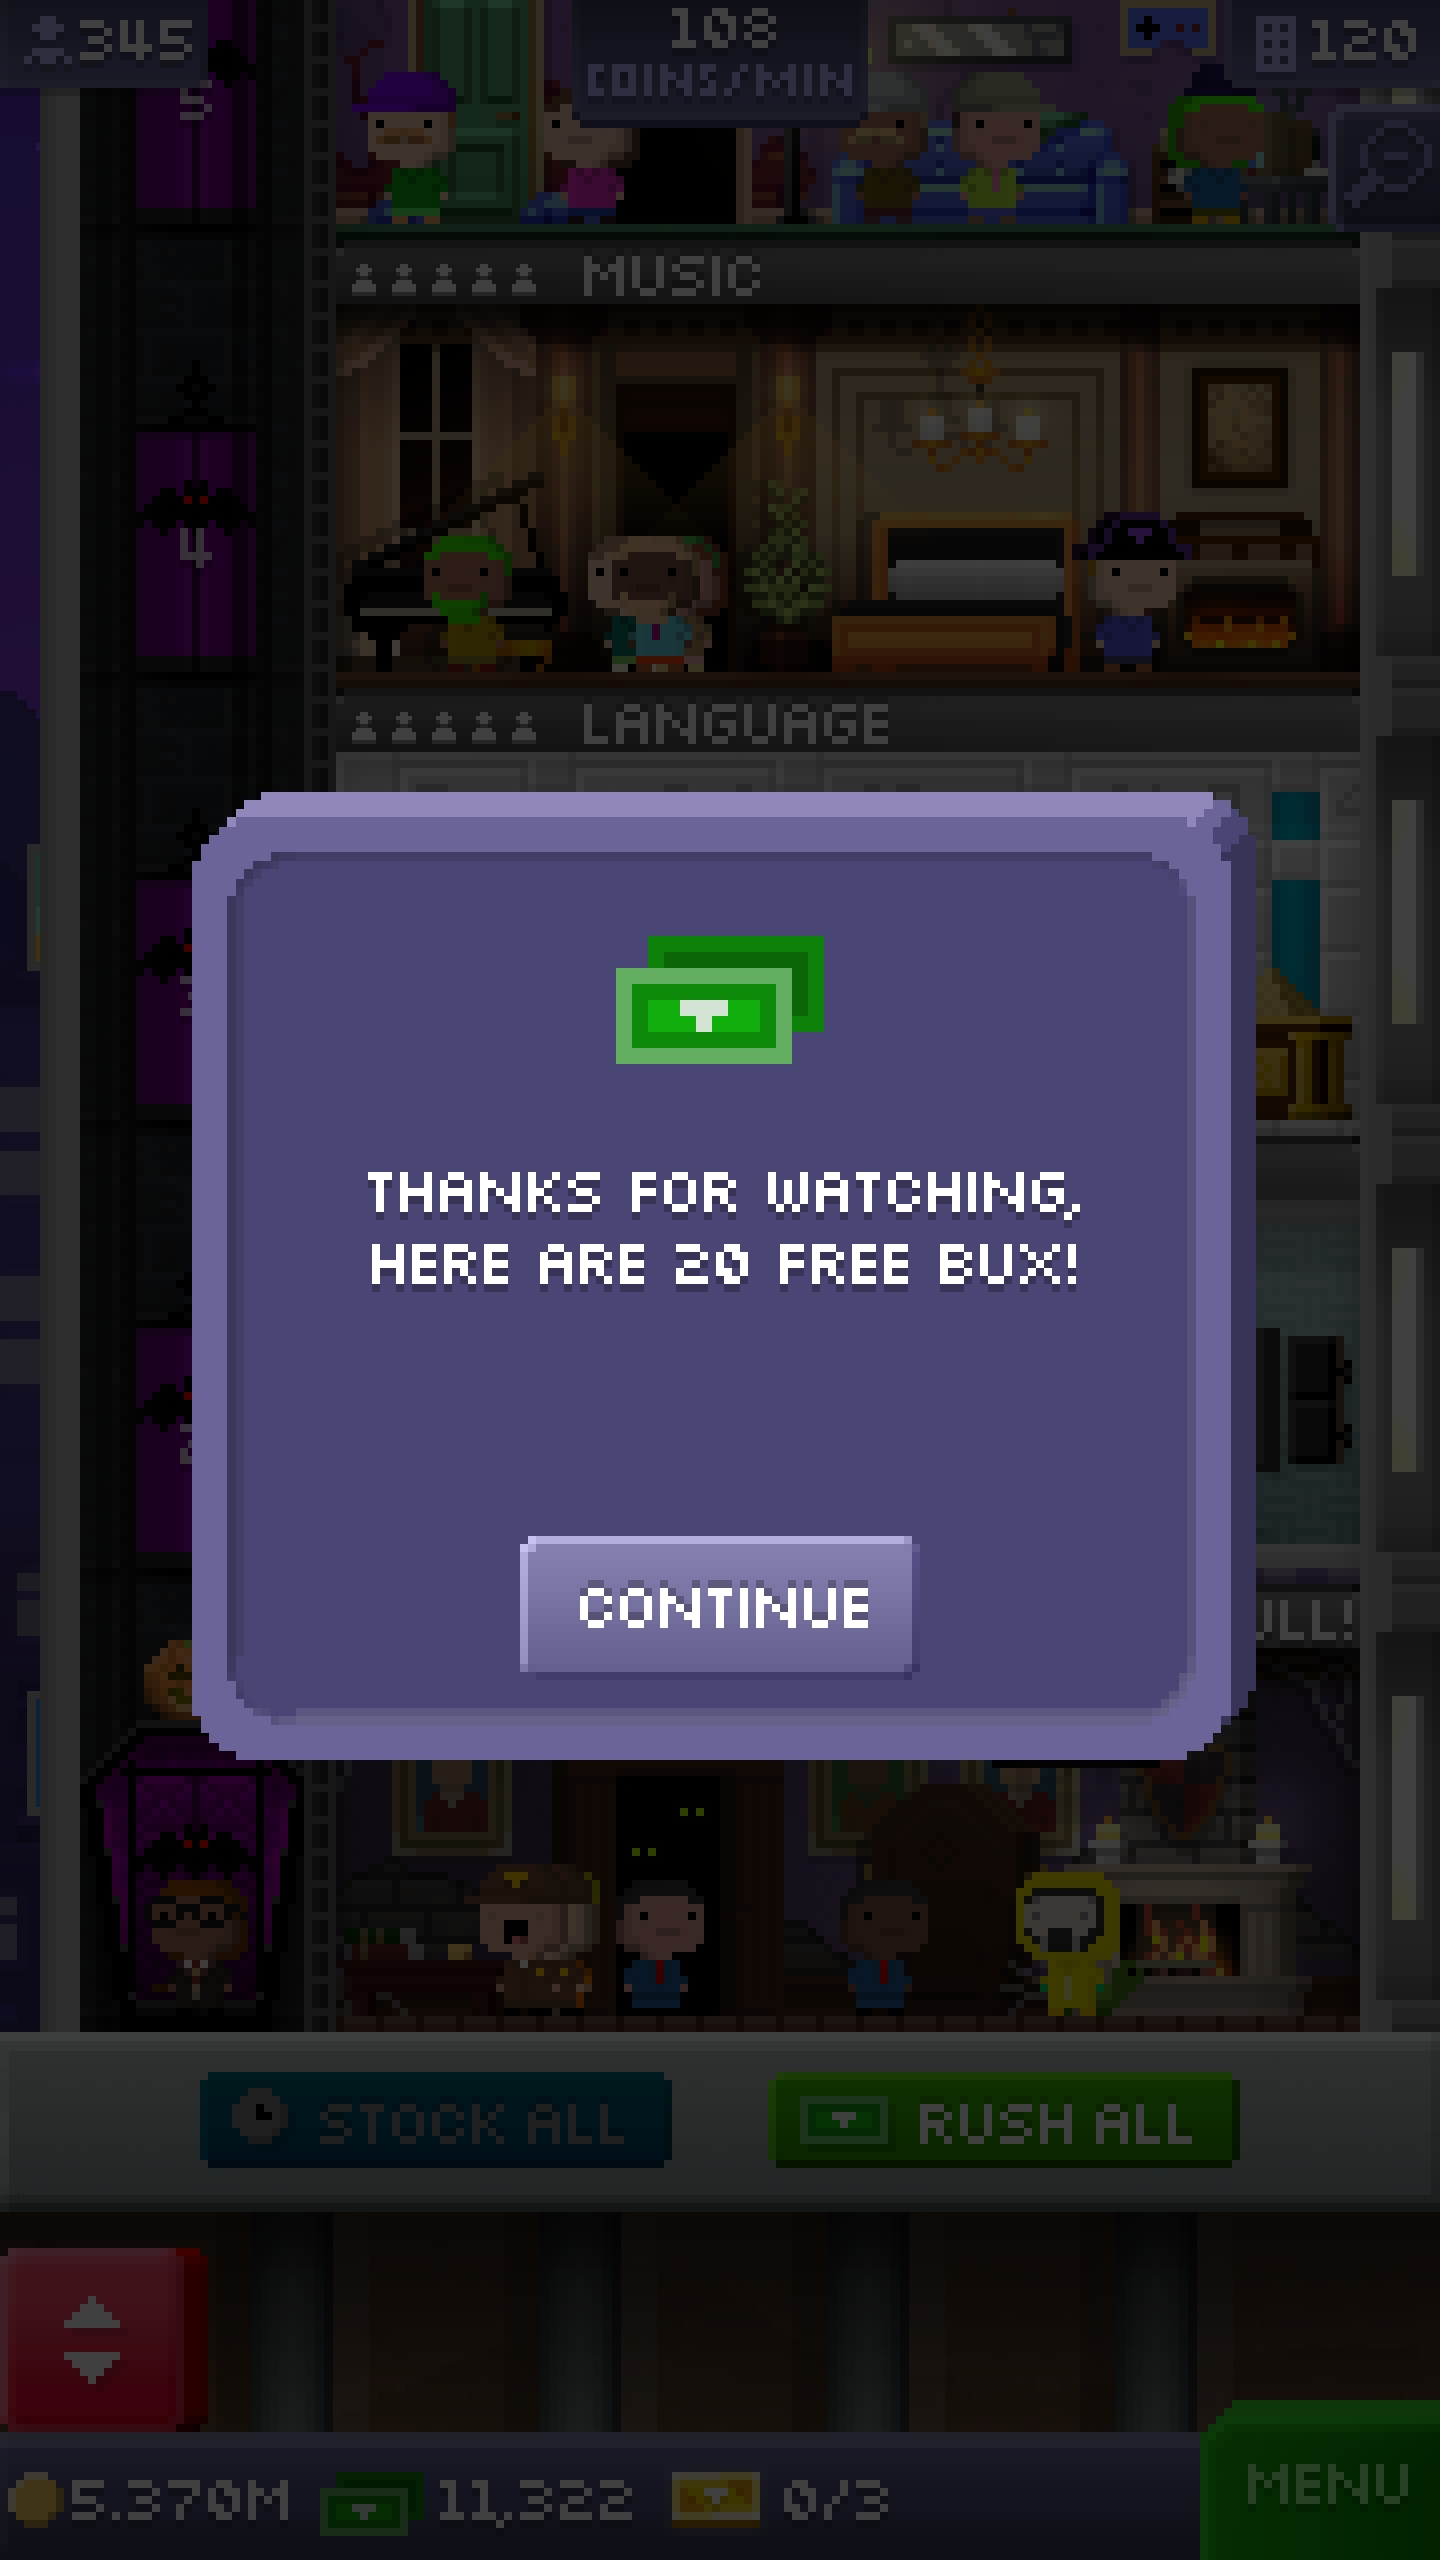 345
108
COINS/MIN
120
5
MUSIC
4
LANGUAGE
THANKS FOR WATCHING,
HERE ARE 20 FREE BUX!
CONTINUE
STOCK ALL
RUSH ALL
5.370M
11,322
0/3
MENU